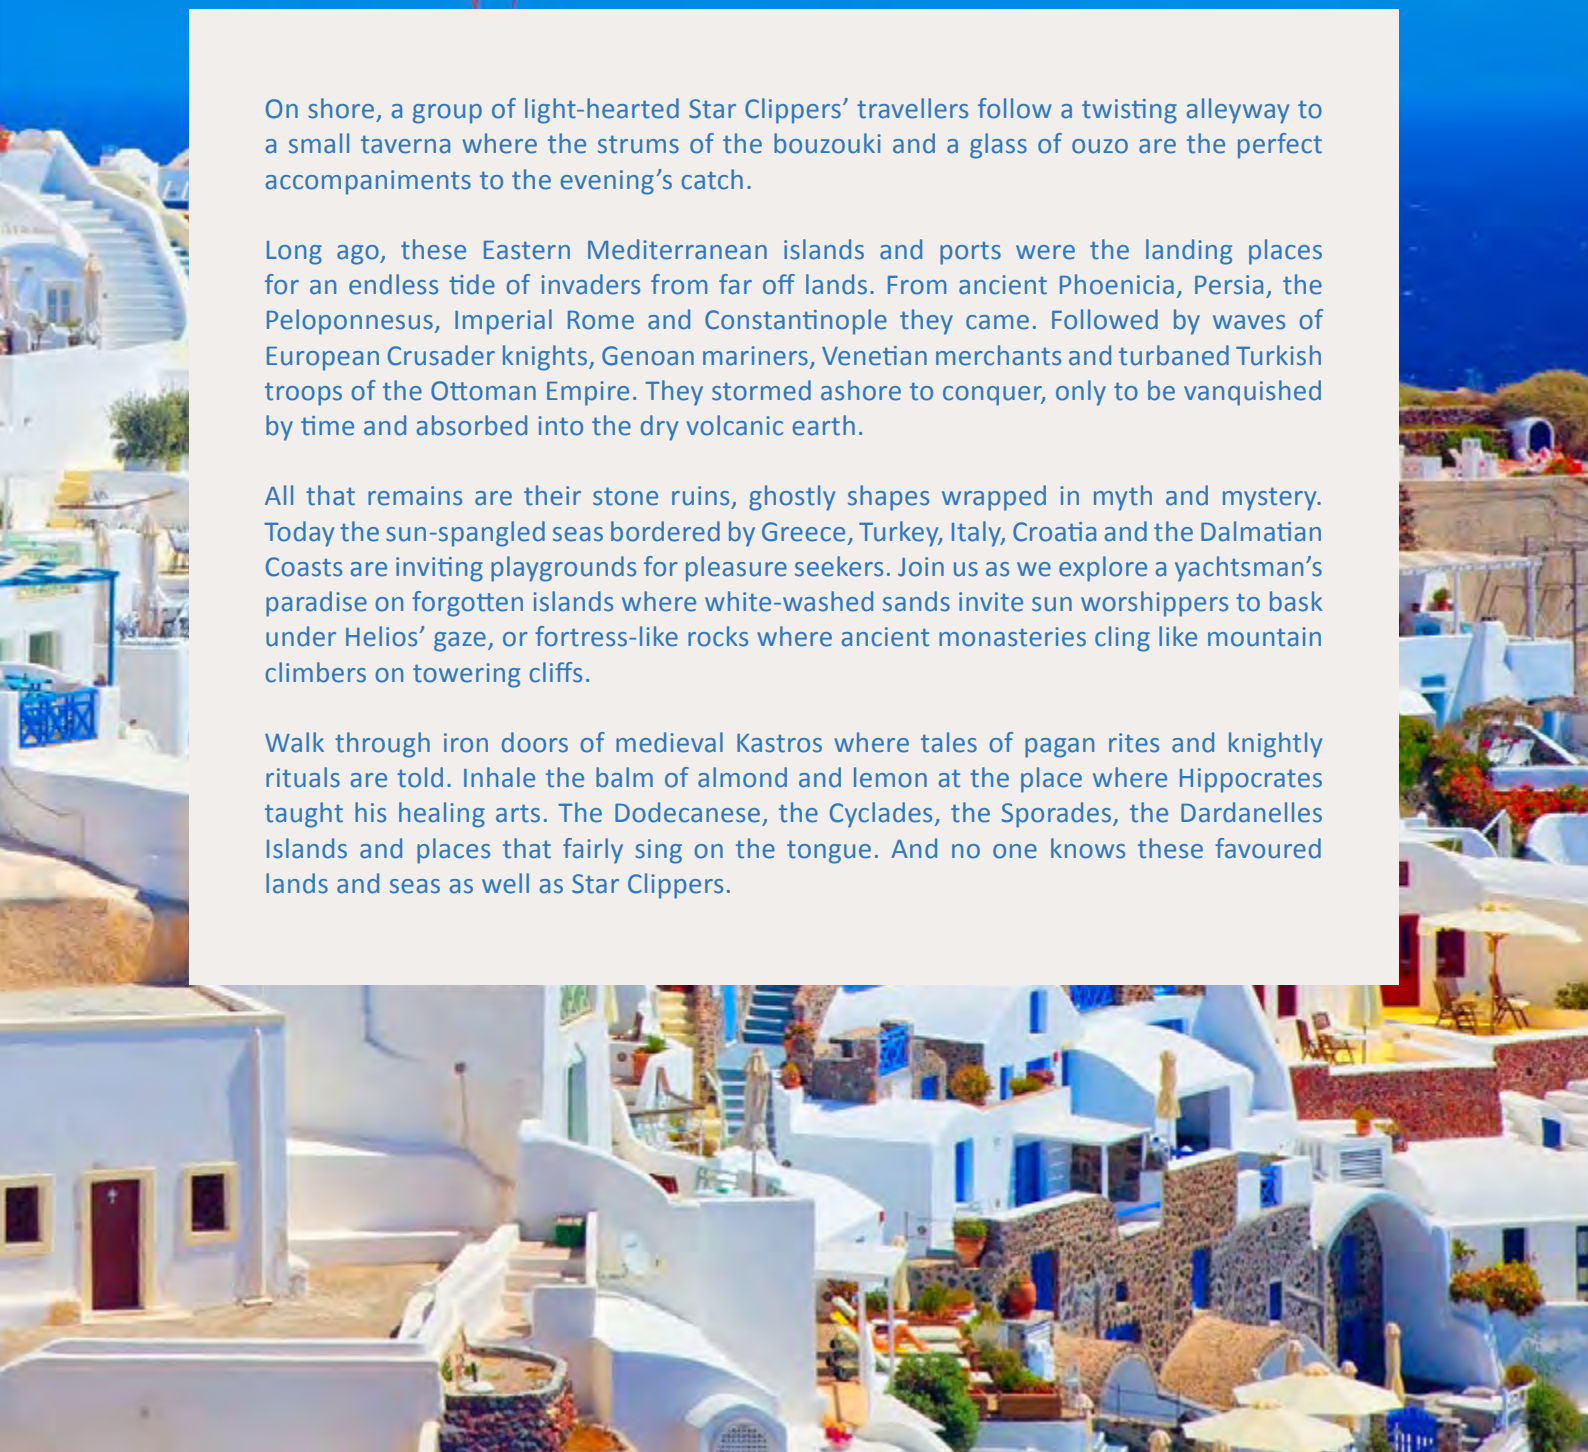 On shore, a group of light-hearted Star Clippers’ travellers follow a twisting alleyway to
a small taverna where the strums of the bouzouki and a glass of ouzo are the perfect
accompaniments to the evening’s catch.
Long ago, these Eastern Mediterranean islands and ports were the landing places
for an endless tide of invaders from far off lands. From ancient Phoenicia, Persia, the
Peloponnesus, Imperial Rome and Constantinople they came. Followed by waves of
European Crusader knights, Genoan mariners, Venetian merchants and turbaned Turkish
troops of the Ottoman Empire. They stormed ashore to conquer, only to be vanquished
by time and absorbed into the dry volcanic earth.
All that remains are their stone ruins, ghostly shapes wrapped in myth and mystery.
Today the sun-spangled seas bordered by Greece, Turkey, Italy, Croatia and the Dalmatian
Coasts are inviting playgrounds for pleasure seekers. Join us as we explore a yachtsman’s
paradise on forgotten islands where white-washed sands invite sun worshippers to bask
under Helios’ gaze, or fortress-like rocks where ancient monasteries cling like mountain
climbers on towering cliffs.
Walk through iron doors of medieval Kastros where tales of pagan rites and knightly
rituals are told. Inhale the balm of almond and lemon at the place where Hippocrates
taught his healing arts. The Dodecanese, the Cyclades, the Sporades, the Dardanelles
Islands and places that fairly sing on the tongue. And no one knows these favoured
lands and seas as well as Star Clippers.